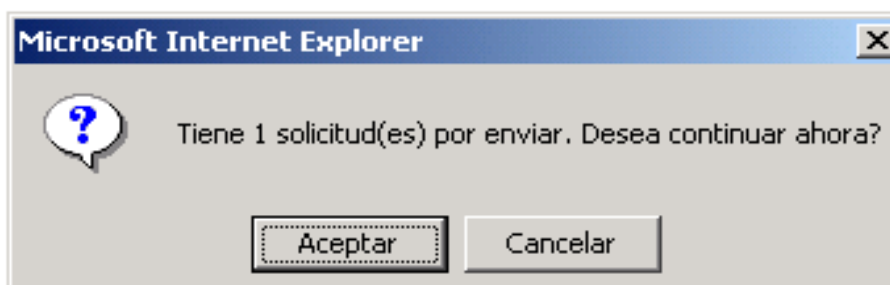 Microsoft Internet Explorer
Tiene 1 solicitud(es) por enviar. Desea continuar ahora?
Aceptar
Cancelar